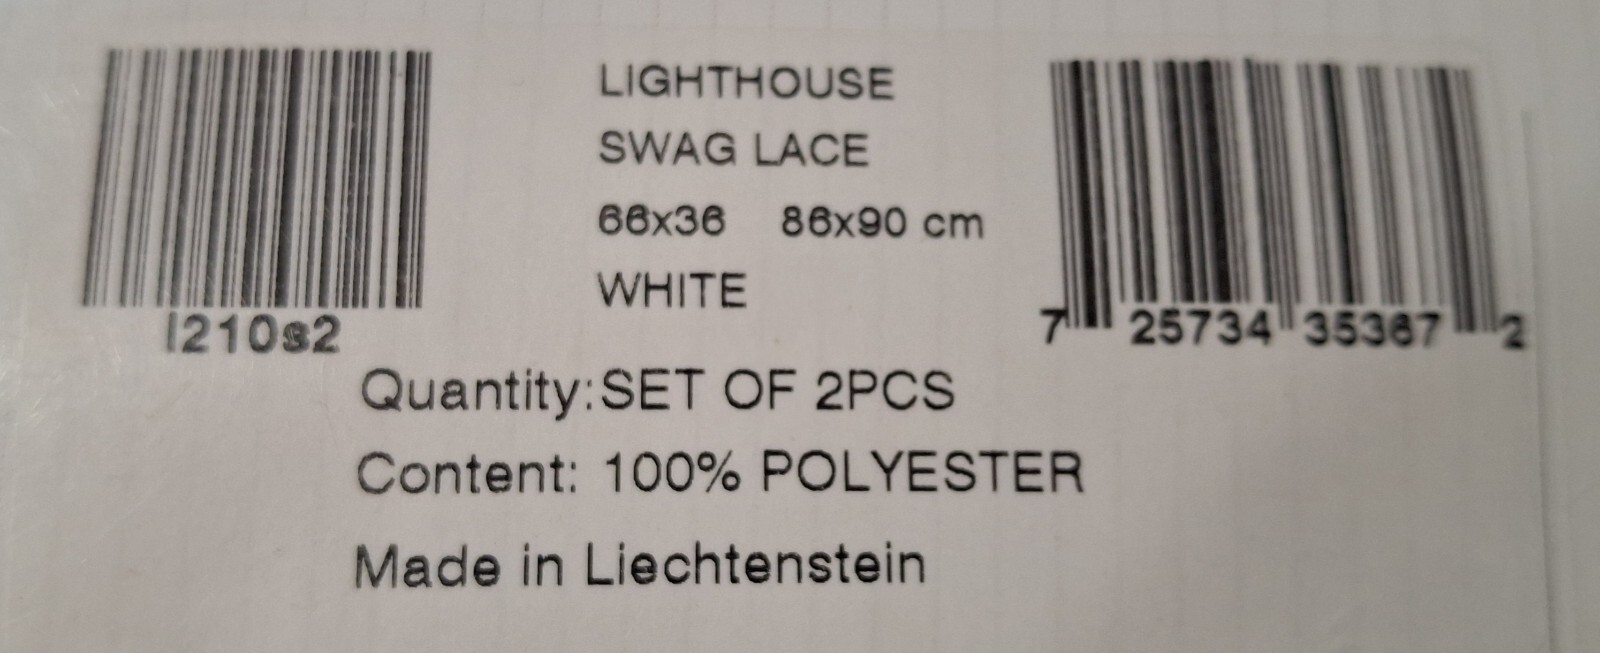 LIGHTHOUSE
SWAG LACE
66x36 86x90 cm
WHITE
l210s2
7 25734 35367 2
Quantity:SET OF 2PCS
Content: 100% POLYESTER
Made in Liechtenstein